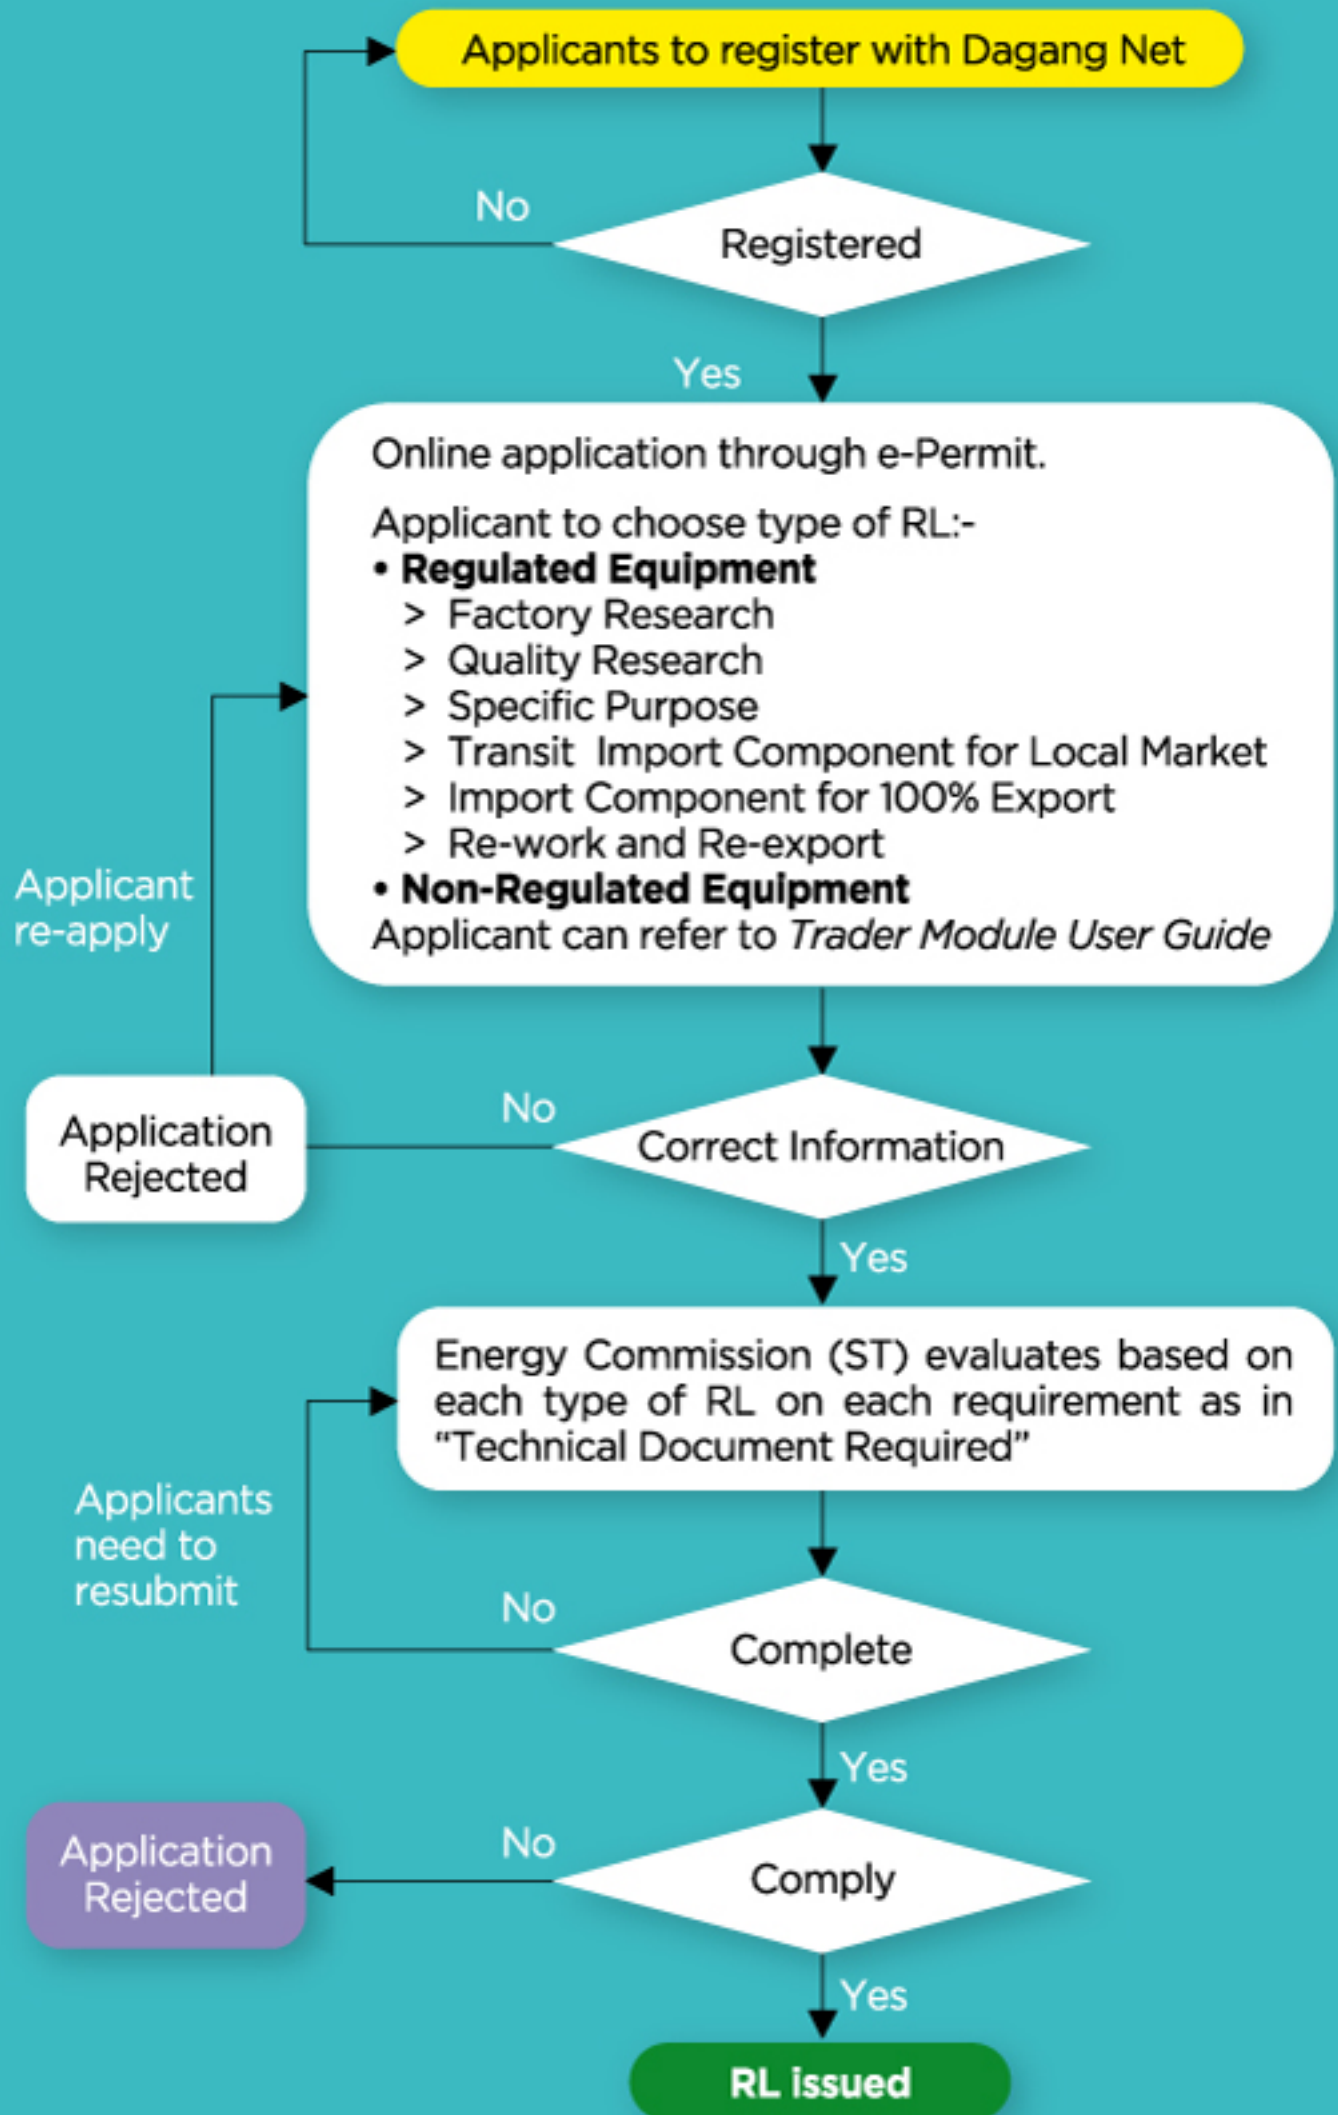 Applicants to register with Dagang Net
No
Registered
Yes
Online application through e-Permit.
Applicant to choose type of RL:-
• Regulated Equipment
> Factory Research
> Quality Research
> Specific Purpose
> Transit Import Component for Local Market
> Import Component for 100% Export
> Re-work and Re-export
• Non-Regulated Equipment
Applicant can refer to Trader Module User Guide
Applicant
re-apply
Application
Rejected
No
Correct Information
Yes
Energy Commission (ST) evaluates based on
each type of RL on each requirement as in
“Technical Document Required”
Applicants
need to
resubmit
No
Complete
Yes
Application
Rejected
No
Comply
Yes
RL issued